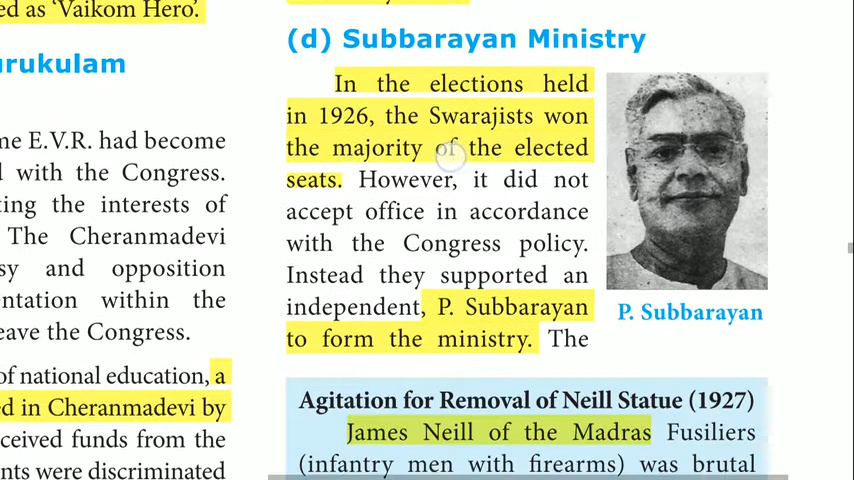 ed as ‘Vaikom Hero’.
urukulam
me E.V.R. had become
d with the Congress.
ting the interests of
The Cheranmadevi
sy and opposition
entation within the
leave the Congress.
of national education, a
ed in Cheranmadevi by
ceived funds from the
nts were discriminated
(d) Subbarayan Ministry
In the elections held
in 1926, the Swarajists won
the majority of the elected
seats. However, it did not
accept office in accordance
with the Congress policy.
Instead they supported an
independent, P. Subbarayan
to form the ministry. The
P. Subbarayan
Agitation for Removal of Neill Statue (1927)
James Neill of the Madras Fusiliers
(infantry men with firearms) was brutal